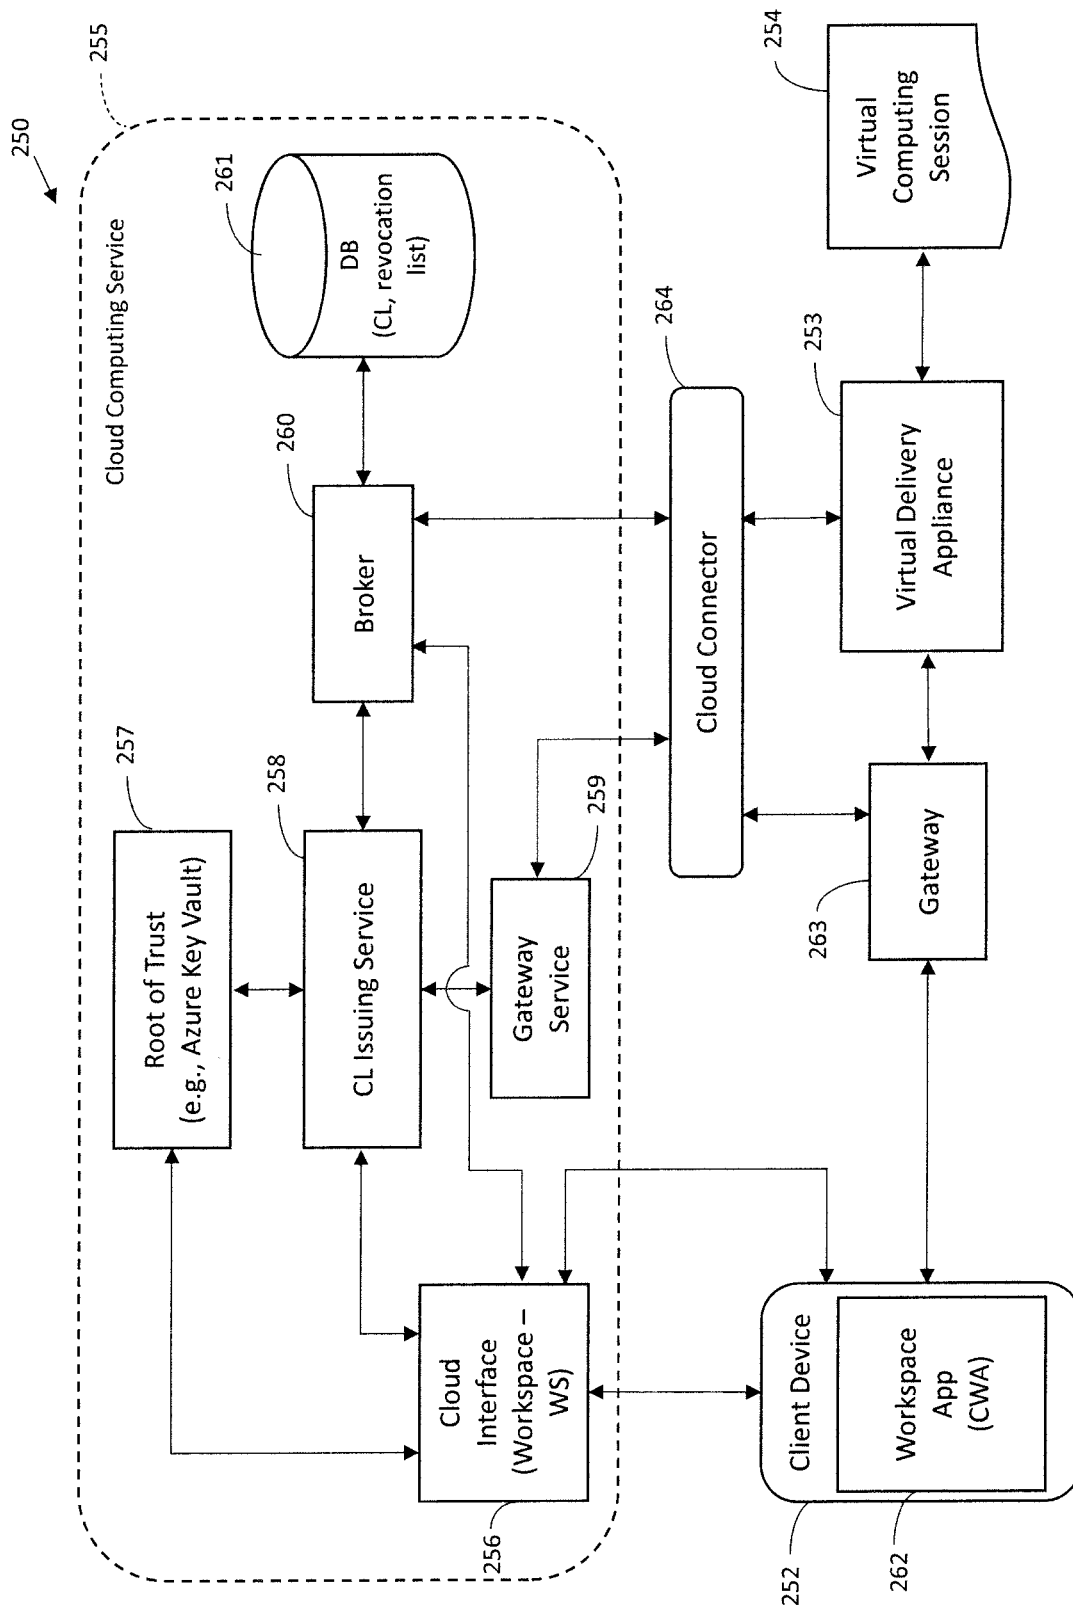 250
255
Cloud Computing Service
Root of Trust
(e.g., Azure Key Vault)
257
CL Issuing Service
258
Broker
260
DB
(CL, revocation
list)
261
Cloud
Interface
(Workspace –
WS)
256
Gateway
Service
259
Cloud Connector
264
Client Device
Workspace
App
(CWA)
252
262
Gateway
263
Virtual Delivery
Appliance
253
Virtual
Computing
Session
254